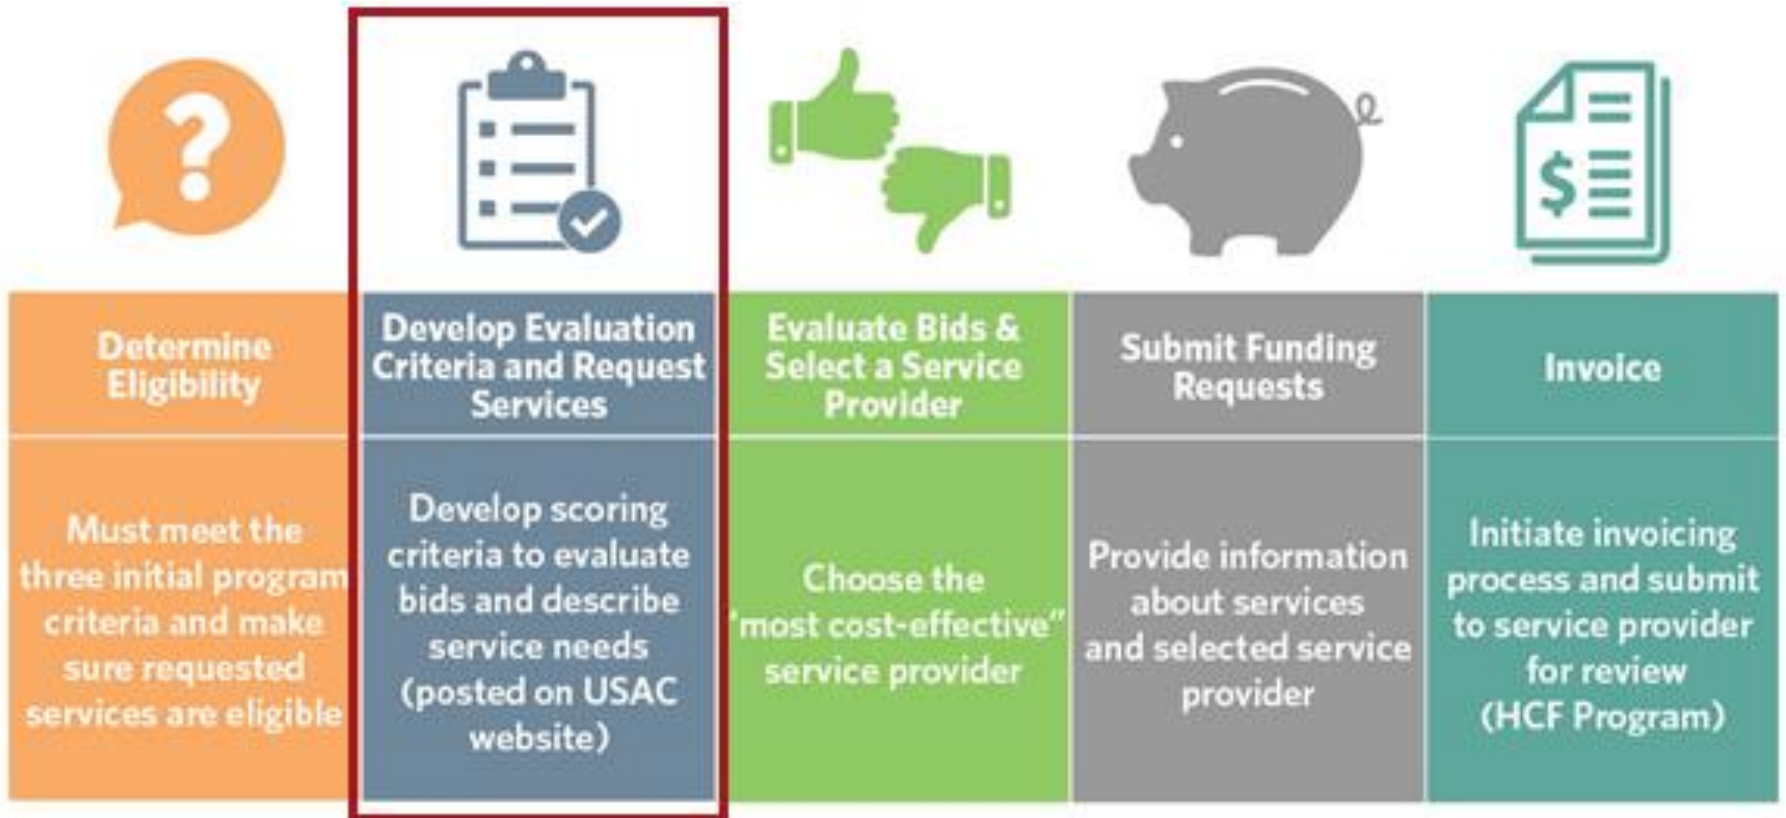 Determine
Eligibility
Must meet the
three initial program
criteria and make
sure requested
services are eligible
Develop Evaluation
Criteria and Request
Services
Develop scoring
criteria to evaluate
bids and describe
service needs
(posted on USAC
website)
Evaluate Bids &
Select a Service
Provider
Choose the
"most cost-effective"
service provider
Submit Funding
Requests
Provide information
about services
and selected service
provider
$
Invoice
Initiate invoicing
process and submit
to service provider
for review
(HCF Program)